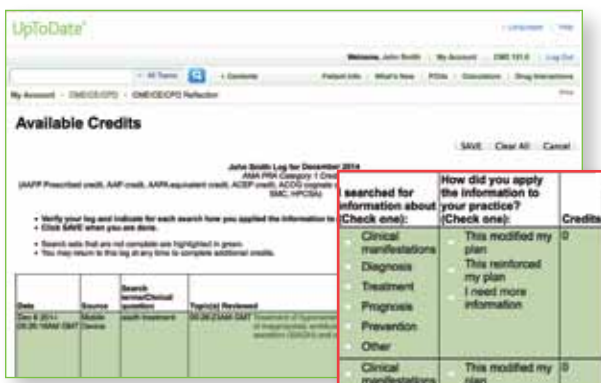 UpToDate®
Languages Help
Welcome, John Smith My Account CME 151.0 Log Out
All Topics Contents Patient Info What's New PCUs Calculators Drug Interactions
My Account CME/CE/CPD CME/CE/CPD Reflection Print
Available Credits
SAVE Clear All Cancel
John Smith Log for December 2014
AMA PRA Category 1 Cred
(AAFP Prescribed credit, AAP credit, AAPA equivalent credit, ACEP credit, ACOG cognate
SMC, HPCSA)
• Verify your log and indicate for each search how you applied the information to
• Click SAVE when you are done.
• Search sets that are not complete are highlighted in green.
• You may return to this log at any time to complete additional credits.
Date Source Search terms/Clinical question Topic(s) Reviewed
Mobile Device
Treatment of
I searched for information about (Check one):
How did you apply the information to your practice? (Check one):
Credits
Clinical manifestations
Diagnosis
Treatment
Prognosis
Prevention
Other
This modified my plan
This reinforced my plan
I need more information
0
Clinical manifestations
This modified my plan
0